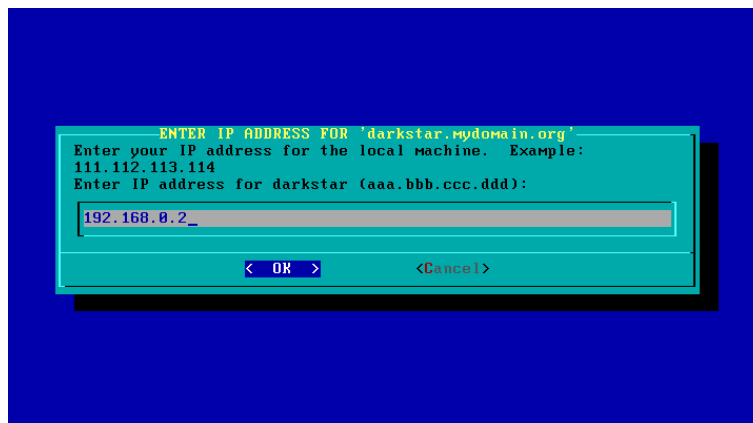 ENTER IP ADDRESS FOR 'darkstar.mydomain.org'
Enter your IP address for the local machine.  Example:
111.112.113.114
Enter IP address for darkstar (aaa.bbb.ccc.ddd):
192.168.0.2_
<  OK  > <Cancel>